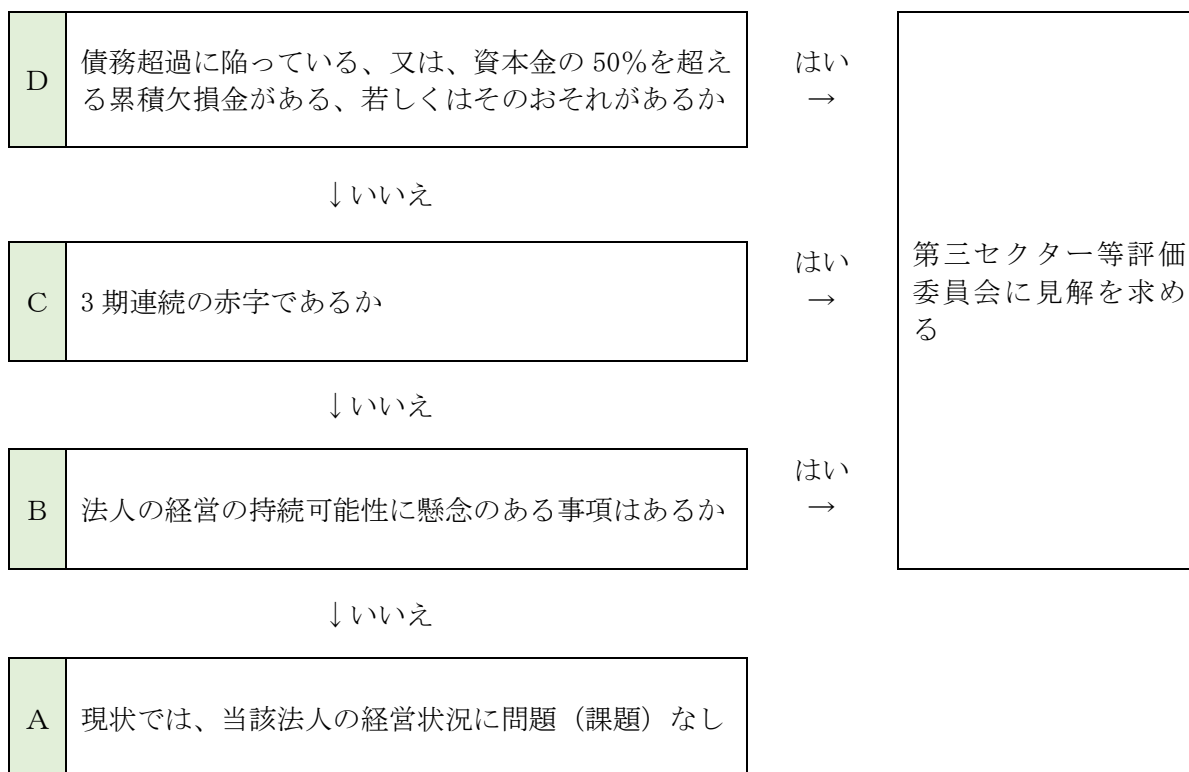 D
債務超過に陥っている、又は、資本金の 50%を超え
る累積欠損金がある、若しくはそのおそれがあるか
はい
→
↓いいえ
C
3 期連続の赤字であるか
はい
→
第三セクター等評価
委員会に見解を求め
る
↓いいえ
B
法人の経営の持続可能性に懸念のある事項はあるか
はい
→
↓いいえ
A
現状では、当該法人の経営状況に問題（課題）なし